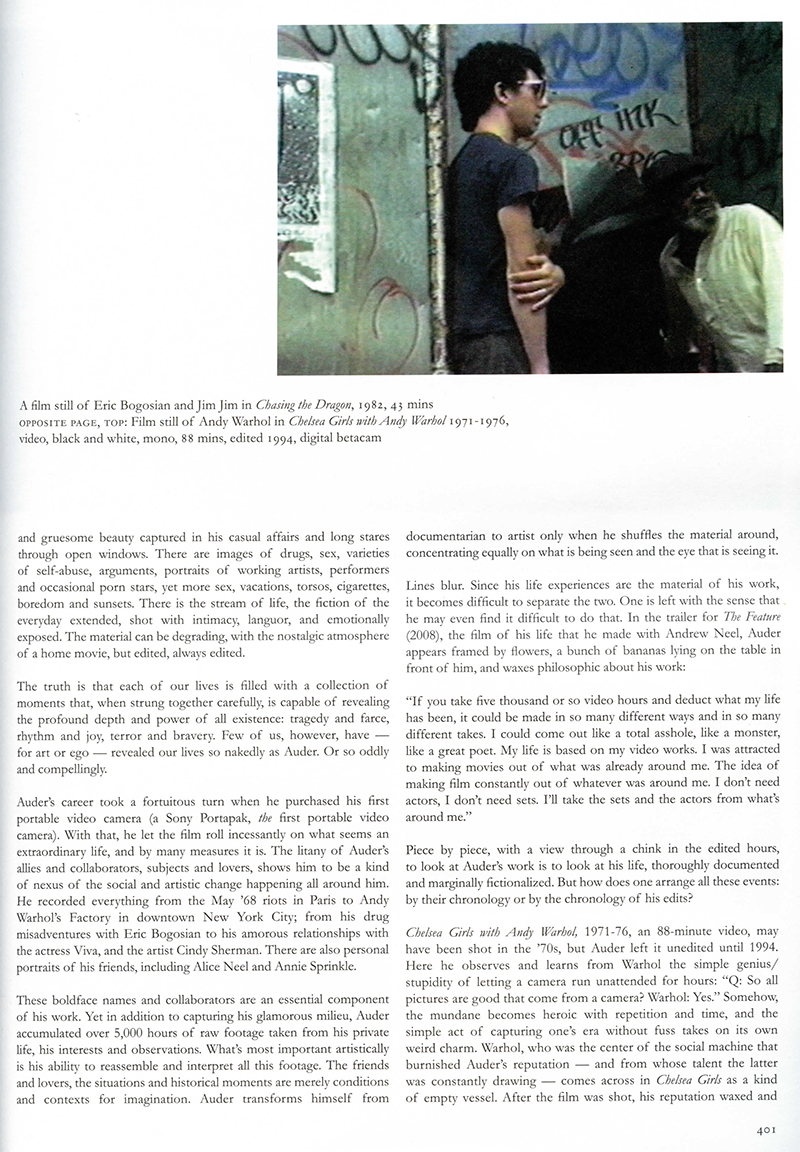 OFF INK
A film still of Eric Bogosian and Jim Jim in Chasing the Dragon, 1982, 43 mins
OPPOSITE PAGE, TOP: Film still of Andy Warhol in Chelsea Girls with Andy Warhol 1971-1976,
video, black and white, mono, 88 mins, edited 1994, digital betacam
and gruesome beauty captured in his casual affairs and long stares
through open windows. There are images of drugs, sex, varieties
of self-abuse, arguments, portraits of working artists, performers
and occasional porn stars, yet more sex, vacations, torsos, cigarettes,
boredom and sunsets. There is the stream of life, the fiction of the
everyday extended, shot with intimacy, languor, and emotionally
exposed. The material can be degrading, with the nostalgic atmosphere
of a home movie, but edited, always edited.
The truth is that each of our lives is filled with a collection of
moments that, when strung together carefully, is capable of revealing
the profound depth and power of all existence: tragedy and farce,
rhythm and joy, terror and bravery. Few of us, however, have —
for art or ego — revealed our lives so nakedly as Auder. Or so oddly
and compellingly.
Auder's career took a fortuitous turn when he purchased his first
portable video camera (a Sony Portapak, the first portable video
camera). With that, he let the film roll incessantly on what seems an
extraordinary life, and by many measures it is. The litany of Auder's
allies and collaborators, subjects and lovers, shows him to be a kind
of nexus of the social and artistic change happening all around him.
He recorded everything from the May '68 riots in Paris to Andy
Warhol's Factory in downtown New York City; from his drug
misadventures with Eric Bogosian to his amorous relationships with
the actress Viva, and the artist Cindy Sherman. There are also personal
portraits of his friends, including Alice Neel and Annie Sprinkle.
These boldface names and collaborators are an essential component
of his work. Yet in addition to capturing his glamorous milieu, Auder
accumulated over 5,000 hours of raw footage taken from his private
life, his interests and observations. What's most important artistically
is his ability to reassemble and interpret all this footage. The friends
and lovers, the situations and historical moments are merely conditions
and contexts for imagination. Auder transforms himself from
documentarian to artist only when he shuffles the material around,
concentrating equally on what is being seen and the eye that is seeing it.
Lines blur. Since his life experiences are the material of his work,
it becomes difficult to separate the two. One is left with the sense that
he may even find it difficult to do that. In the trailer for The Feature
(2008), the film of his life that he made with Andrew Neel, Auder
appears framed by flowers, a bunch of bananas lying on the table in
front of him, and waxes philosophic about his work:
"If you take five thousand or so video hours and deduct what my life
has been, it could be made in so many different ways and in so many
different takes. I could come out like a total asshole, like a monster,
like a great poet. My life is based on my video works. I was attracted
to making movies out of what was already around me. The idea of
making film constantly out of whatever was around me. I don't need
actors, I don't need sets. I'll take the sets and the actors from what's
around me."
Piece by piece, with a view through a chink in the edited hours,
to look at Auder's work is to look at his life, thoroughly documented
and marginally fictionalized. But how does one arrange all these events:
by their chronology or by the chronology of his edits?
Chelsea Girls with Andy Warhol, 1971-76, an 88-minute video, may
have been shot in the '70s, but Auder left it unedited until 1994.
Here he observes and learns from Warhol the simple genius/
stupidity of letting a camera run unattended for hours: "Q: So all
pictures are good that come from a camera? Warhol: Yes." Somehow,
the mundane becomes heroic with repetition and time, and the
simple act of capturing one's era without fuss takes on its own
weird charm. Warhol, who was the center of the social machine that
burnished Auder's reputation — and from whose talent the latter
was constantly drawing — comes across in Chelsea Girls as a kind
of empty vessel. After the film was shot, his reputation waxed and
401